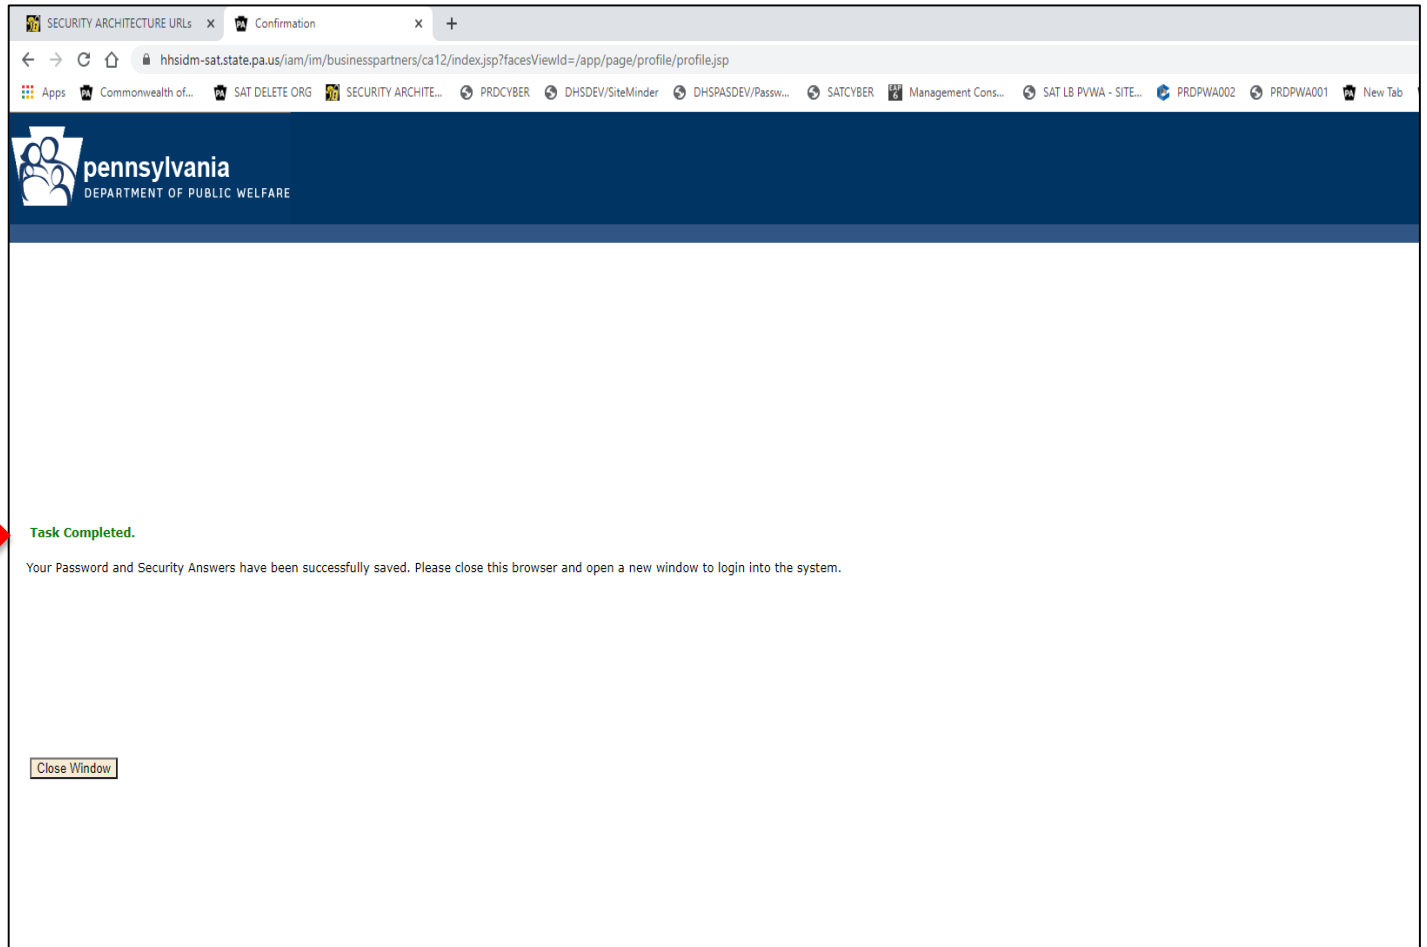 SECURITY ARCHITECTURE URLs
Confirmation
hhsidm-sat.state.pa.us/iam/im/businesspartners/ca12/index.jsp?facesViewId=/app/page/profile/profile.jsp
Apps Commonwealth of... SAT DELETE ORG SECURITY ARCHITE... PRDCYBER DHSDEV/SiteMinder DHSPASDEV/Passw... SATCYBER Management Cons... SAT LB PVWA - SITE... PRDPWA002 PRDPWA001 New Tab
pennsylvania
DEPARTMENT OF PUBLIC WELFARE
Task Completed.
Your Password and Security Answers have been successfully saved. Please close this browser and open a new window to login into the system.
Close Window